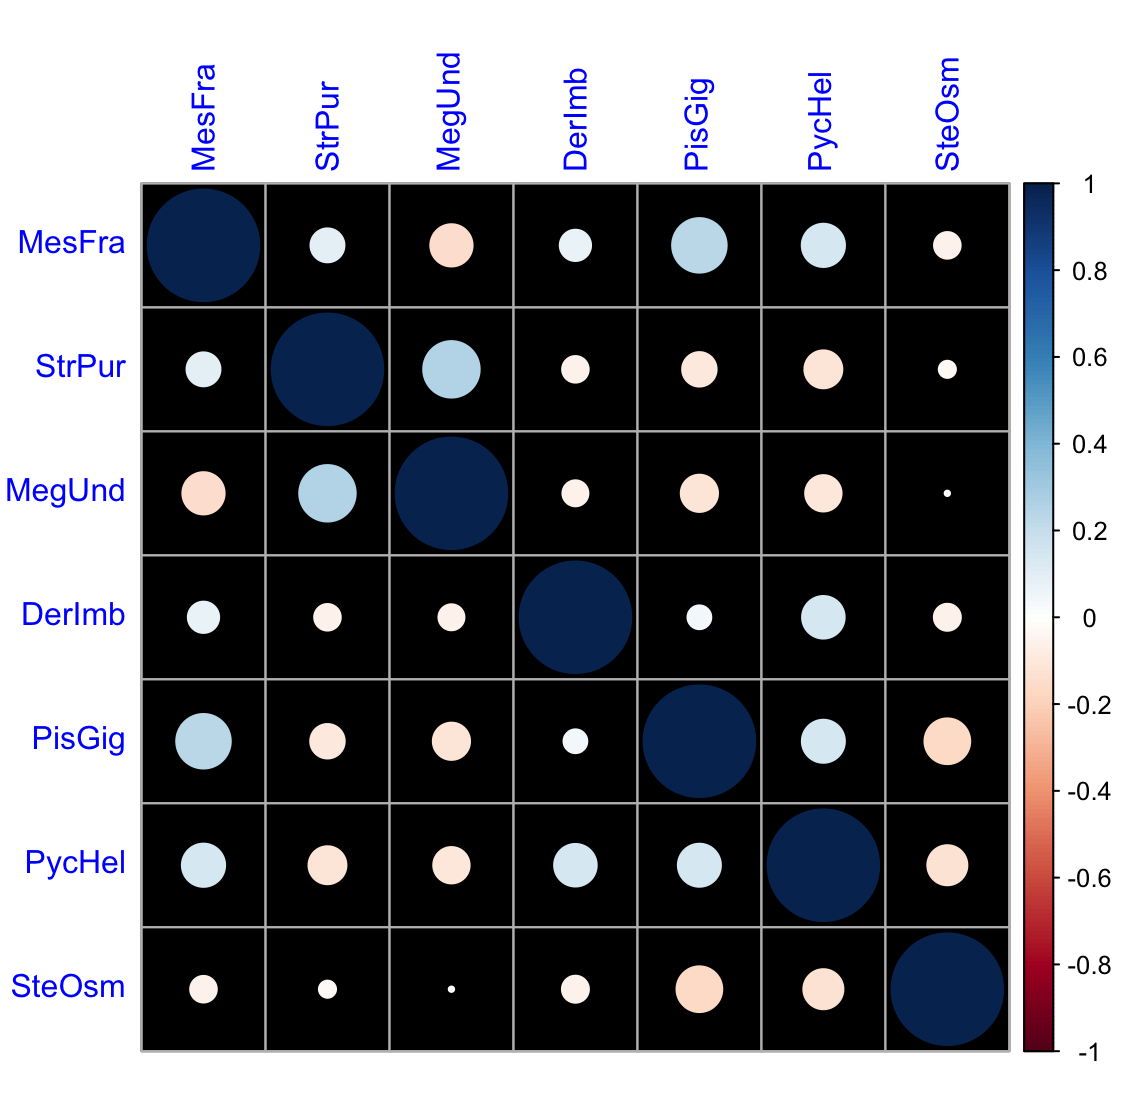 MesFra
StrPur
MegUnd
DerImb
PisGig
PycHel
SteOsm
MesFra
StrPur
MegUnd
DerImb
PisGig
PycHel
SteOsm
1
0.8
0.6
0.4
0.2
0
-0.2
-0.4
-0.6
-0.8
-1